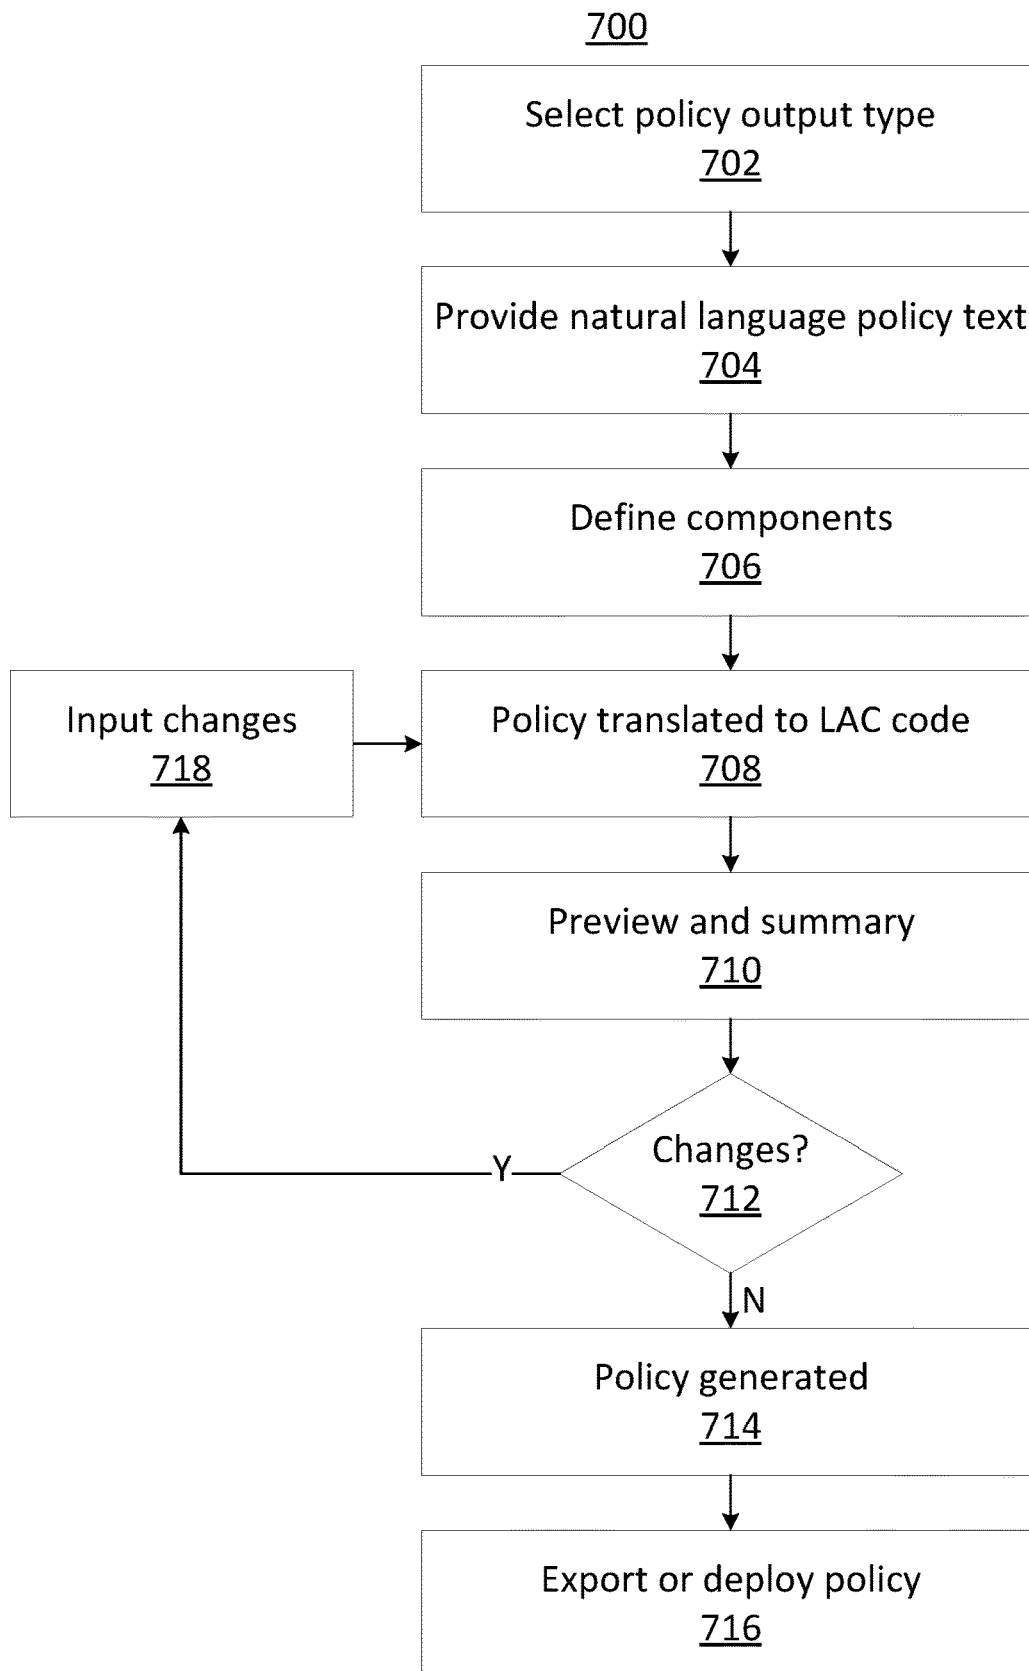 700
Select policy output type
702
Provide natural language policy text
704
Define components
706
Input changes
718
Policy translated to LAC code
708
Preview and summary
710
Changes?
712
Y
N
Policy generated
714
Export or deploy policy
716